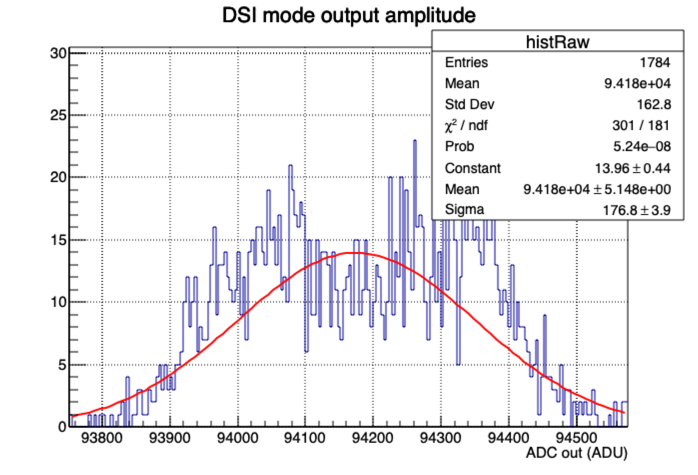 DSI mode output amplitude
histRaw
Entries 1784
Mean 9.418e+04
Std Dev 162.8
χ² / ndf 301 / 181
Prob 5.24e−08
Constant 13.96 ± 0.44
Mean 9.418e+04 ± 5.148e+00
Sigma 176.8 ± 3.9
30
25
20
15
10
5
0
93800 93900 94000 94100 94200 94300 94400 94500
ADC out (ADU)